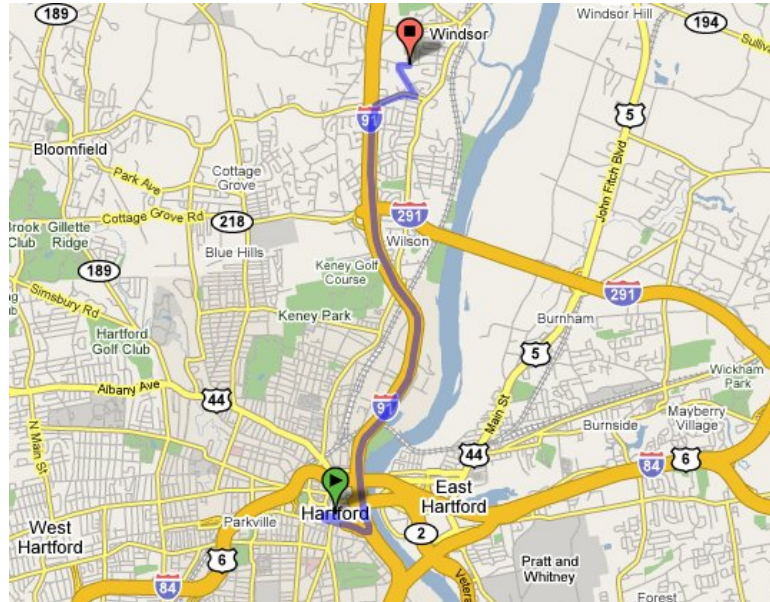 189
Windsor
Windsor Hill
194
Sulliv
5
91
Bloomfield
Cottage
Grove
Park Ave
John Fitch Blvd
Cottage Grove Rd
218
291
Brook
Club
Gillette
Ridge
Blue Hills
Wilson
189
Keney Golf
Course
291
Simsbury Rd
Keney Park
Burnham
Hartford
Golf Club
5
Wickham
Park
Albany Ave
44
91
Main St
N Main St
Burnside
Mayberry
Village
44
84
6
East
Hartford
Hartford
Parkville
West
Hartford
2
6
Pratt and
Whitney
84
Veterar
Forest